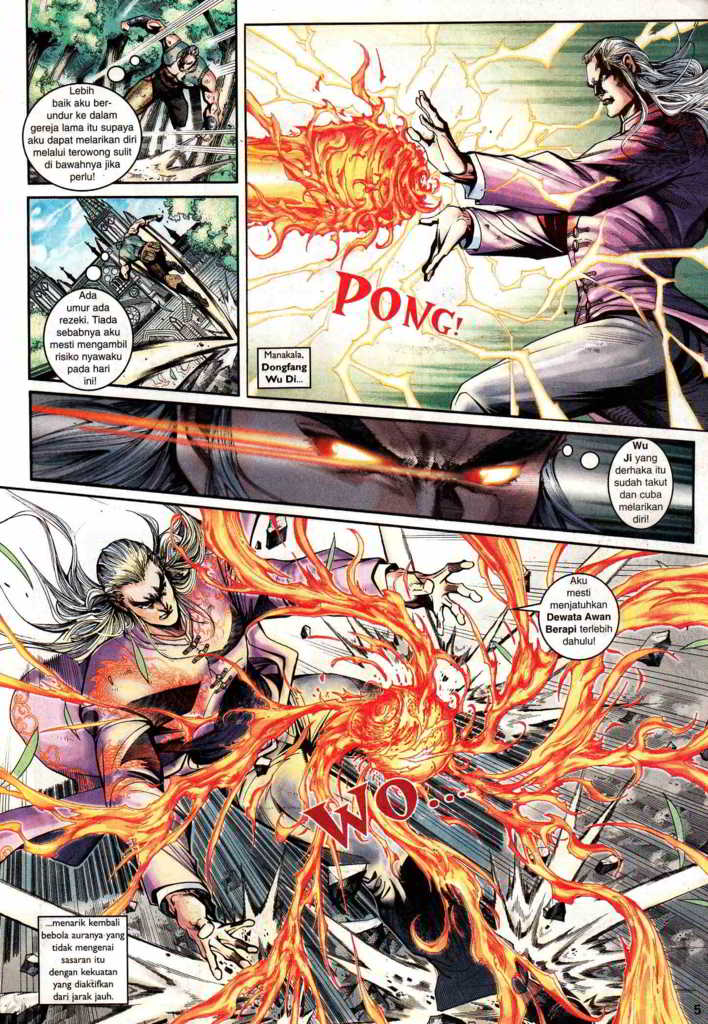 Lebih
baik aku ber-
undur ke dalam
gereja lama itu supaya
aku dapat melarikan diri
melalui terowong sulit
di bawahnya jika
perlu!
Ada
umur ada
rezeki. Tiada
sebabnya aku
mesti mengambil
risiko nyawaku
pada hari
ini!
PONG!
Manakala,
Dongfang
Wu Di...
Wu
Ji yang
derhaka itu
sudah takut
dan cuba
melarikan
diri!
Aku
mesti
menjatuhkan
Dewata Awan
Berapi terlebih
dahulu!
WO...
...menarik kembali
bebola auranya yang
tidak mengenai
sasaran itu
dengan kekuatan
yang diaktifkan
dari jarak jauh.
5